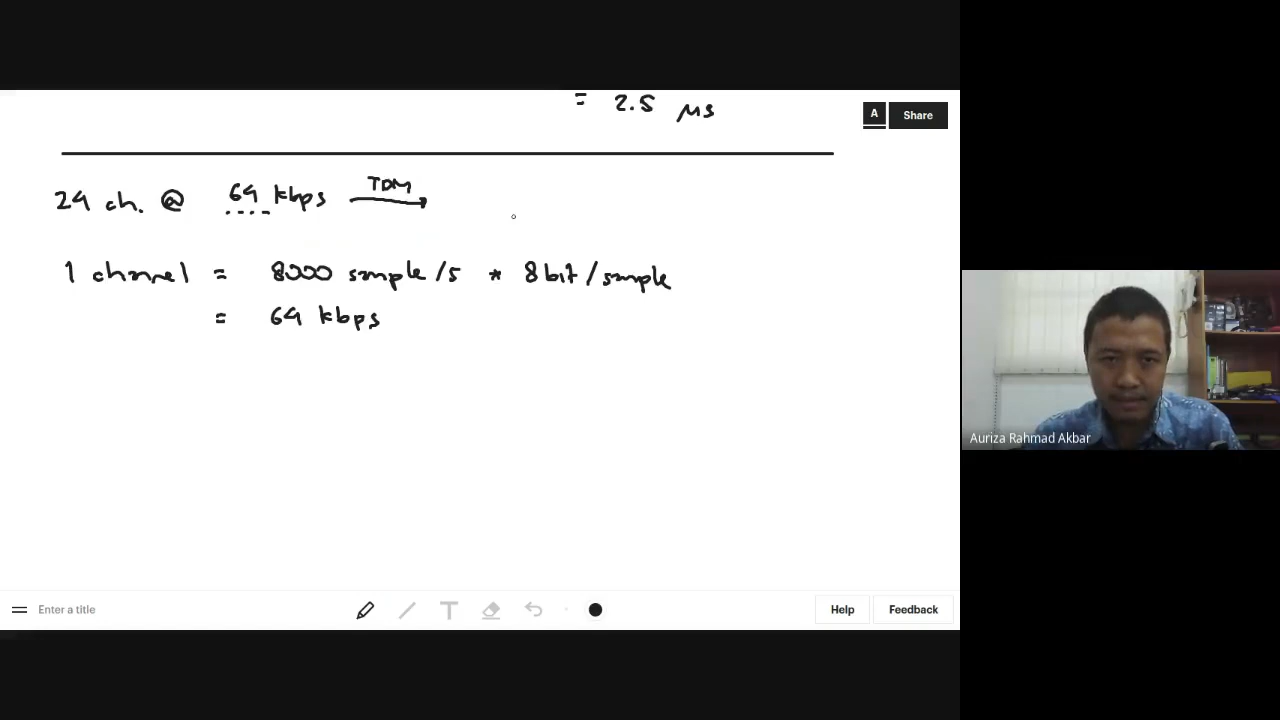 = 2.5 μs
A Share
24 ch. @ 64 kbps TDM
1 channel = 8000 sample/s * 8 bit/sample
= 64 kbps
Auriza Rahmad Akbar
Enter a title
T
Help
Feedback